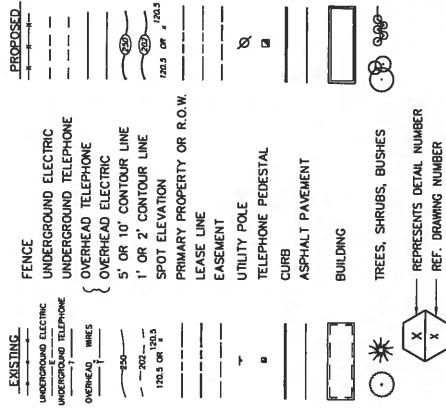 EXISTING PROPOSED
FENCE
UNDERGROUND ELECTRIC E UNDERGROUND ELECTRIC
UNDERGROUND TELEPHONE T UNDERGROUND TELEPHONE
OVERHEAD WIRES OVERHEAD TELEPHONE
OVERHEAD ELECTRIC
250 5' OR 10' CONTOUR LINE 250
202 1' OR 2' CONTOUR LINE 202
120.5 OR x 120.5 SPOT ELEVATION 120.5 OR x 120.5
PRIMARY PROPERTY OR R.O.W.
LEASE LINE
EASEMENT
UTILITY POLE
TELEPHONE PEDESTAL
CURB
ASPHALT PAVEMENT
BUILDING
TREES, SHRUBS, BUSHES
X REPRESENTS DETAIL NUMBER
X REF. DRAWING NUMBER